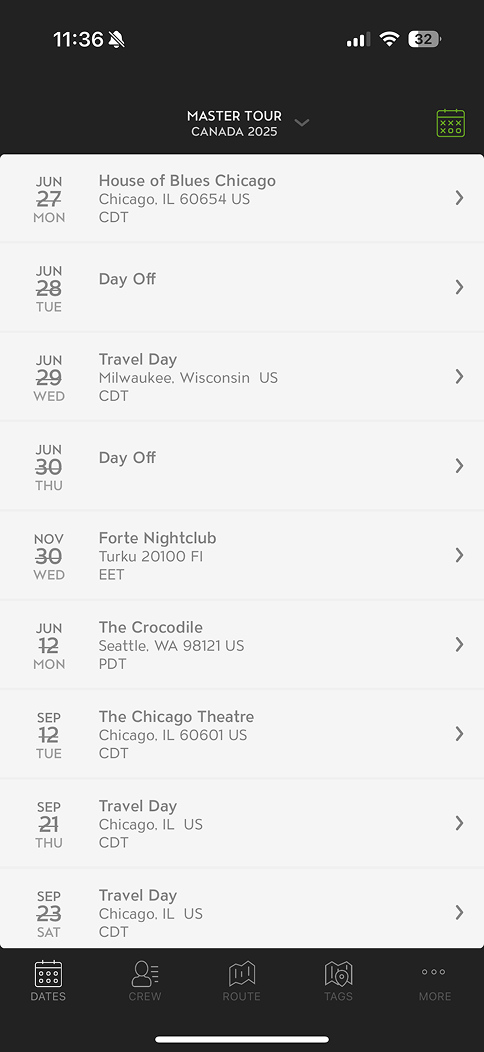 11:36
32
MASTER TOUR
CANADA 2025
JUN
27
MON
House of Blues Chicago
Chicago, IL 60654 US
CDT
JUN
28
TUE
Day Off
JUN
29
WED
Travel Day
Milwaukee, Wisconsin  US
CDT
JUN
30
THU
Day Off
NOV
30
WED
Forte Nightclub
Turku 20100 FI
EET
JUN
12
MON
The Crocodile
Seattle, WA 98121 US
PDT
SEP
12
TUE
The Chicago Theatre
Chicago, IL 60601 US
CDT
SEP
21
THU
Travel Day
Chicago, IL  US
CDT
SEP
23
SAT
Travel Day
Chicago, IL  US
CDT
DATES
CREW
ROUTE
TAGS
MORE